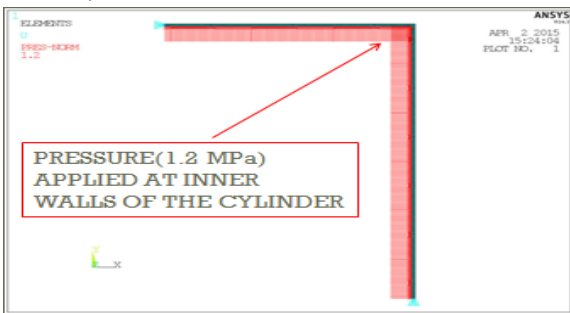 1
ELEMENTS
U
PRES-NORM
1.2
ANSYS
APR 2 2015
15:24:04
PLOT NO. 1
PRESSURE(1.2 MPa)
APPLIED AT INNER
WALLS OF THE CYLINDER
Y
X